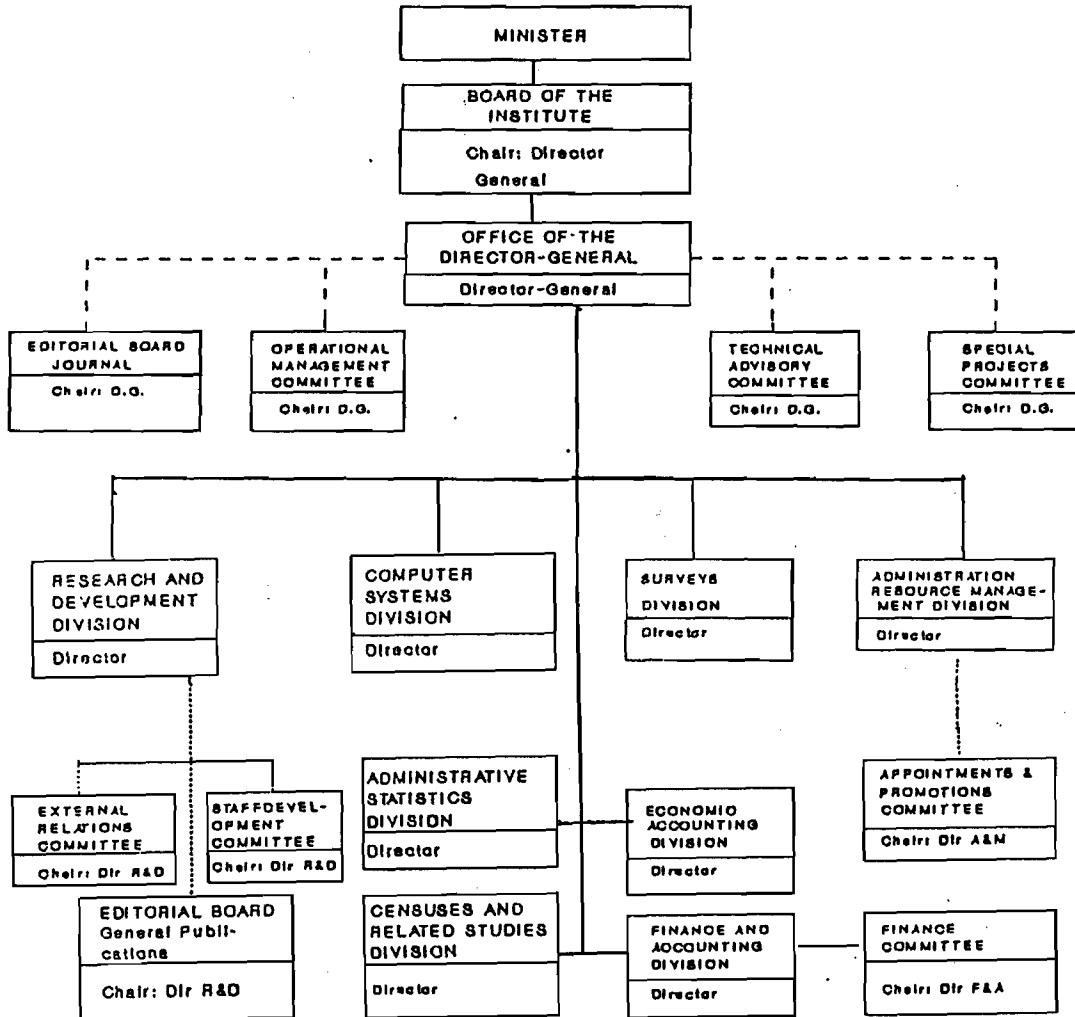 MINISTER
BOARD OF THE
INSTITUTE
Chair: Director
General
OFFICE OF-THE
DIRECTOR-GENERAL
Director-General
EDITORIAL BOARD
JOURNAL
Chair: D.G.
OPERATIONAL
MANAGEMENT
COMMITTEE
Chair: D.G.
TECHNICAL
ADVISORY
COMMITTEE
Chair: D.G.
SPECIAL
PROJECTS
COMMITTEE
Chair: D.G.
RESEARCH AND
DEVELOPMENT
DIVISION
Director
COMPUTER
SYSTEMS
DIVISION
Director
SURVEYS
DIVISION
Director
ADMINISTRATION
RESOURCE MANAGE-
MENT DIVISION
Director
EXTERNAL
RELATIONS
COMMITTEE
Chair: Dir R&D
STAFFDEVEL-
OPMENT
COMMITTEE
Chair: Dir R&D
ADMINISTRATIVE
STATISTICS
DIVISION
Director
ECONOMIC
ACCOUNTING
DIVISION
Director
APPOINTMENTS &
PROMOTIONS
COMMITTEE
Chair: Dir A&M
EDITORIAL BOARD
General Publi-
cations
Chair: Dir R&D
CENSUSES AND
RELATED STUDIES
DIVISION
Director
FINANCE AND
ACCOUNTING
DIVISION
Director
FINANCE
COMMITTEE
Chair: Dir F&A